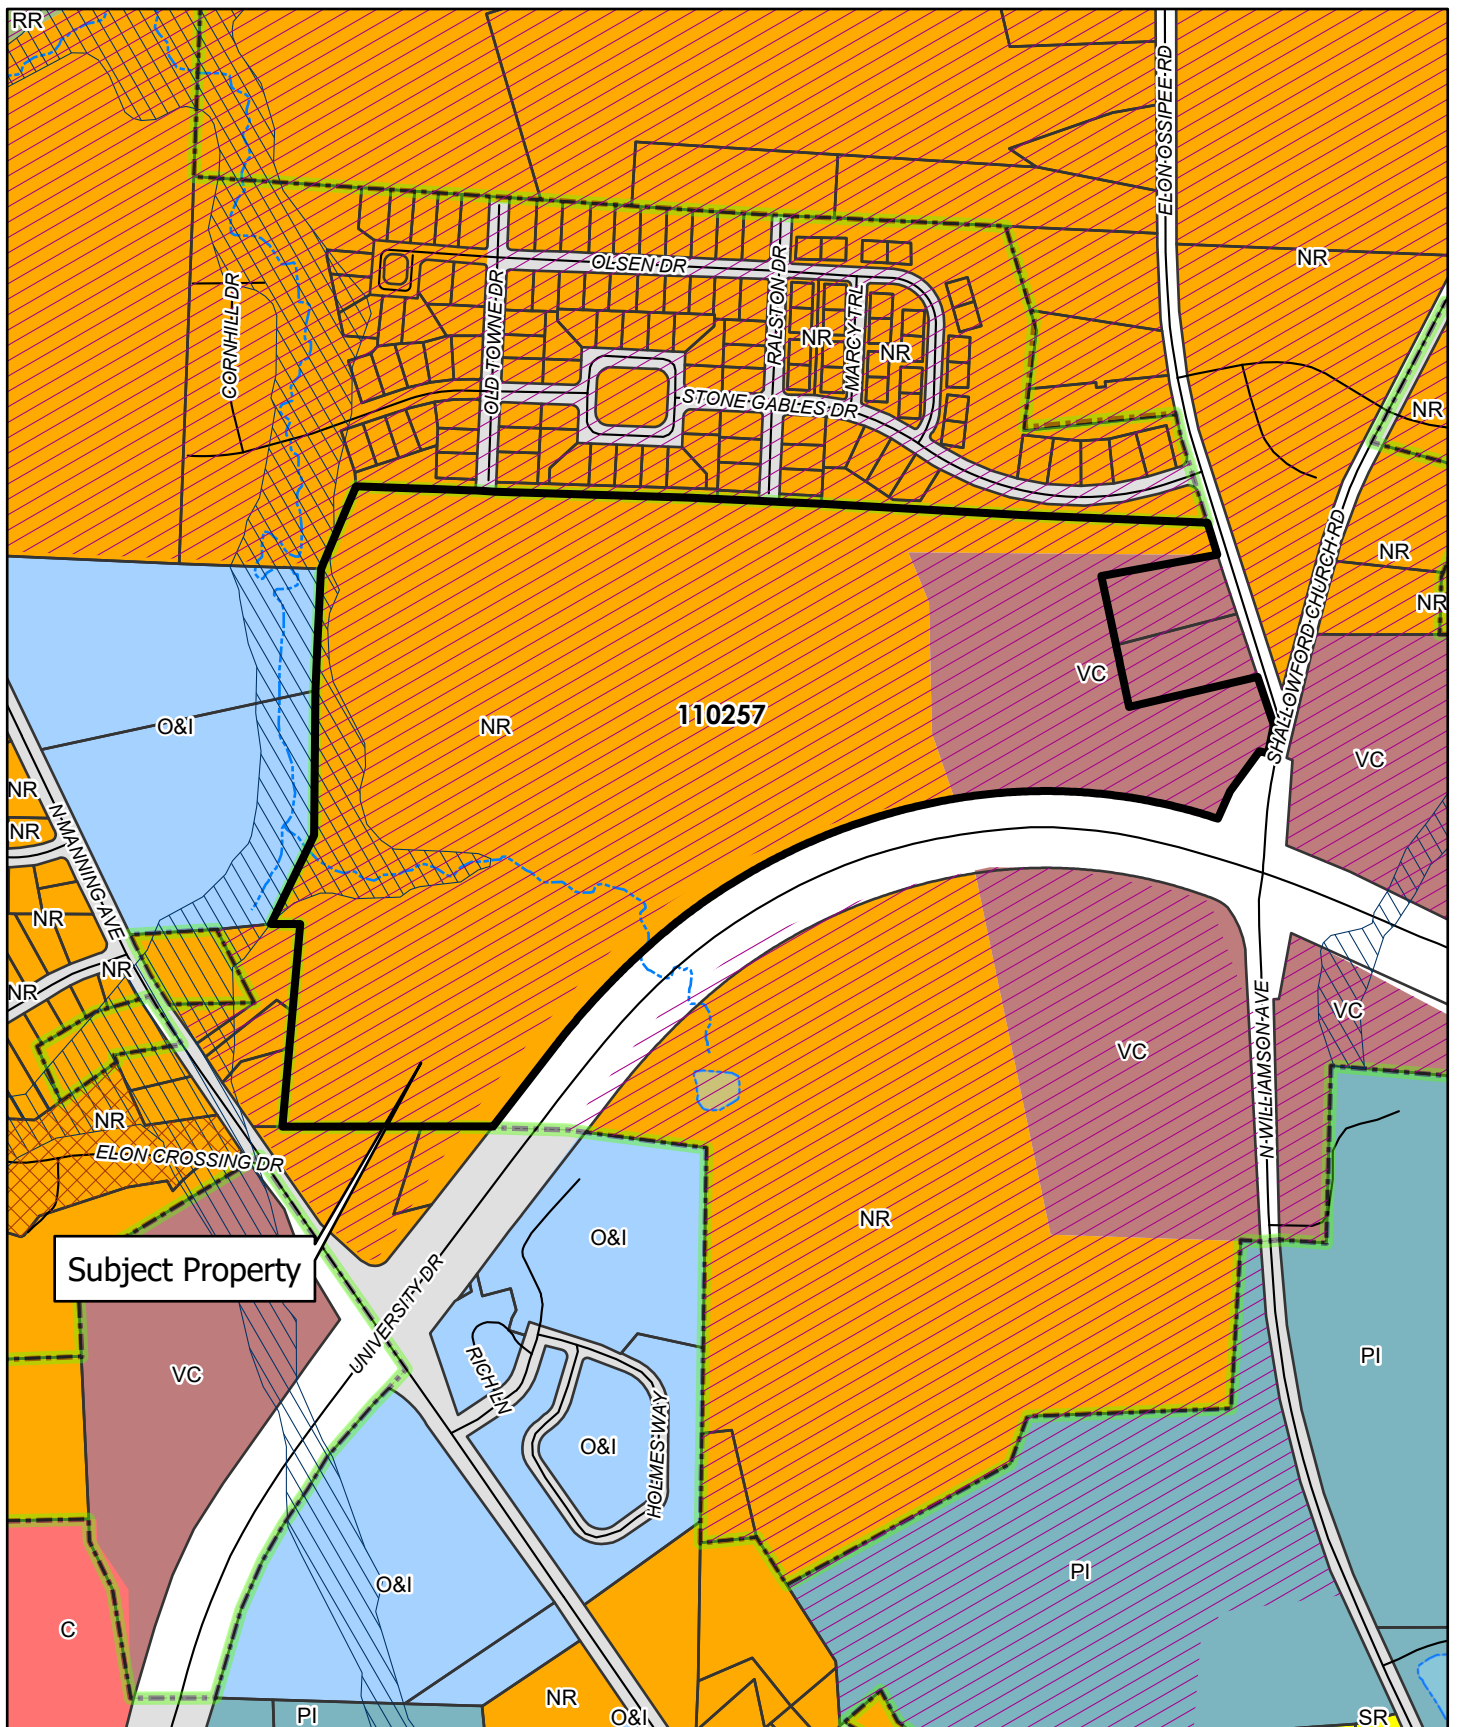 RR
ELON OSSIPEE RD
NR
OLSEN DR
CORNHILL DR
OLD TOWNE DR
RALSTON DR
NR
MARCY TRL
NR
STONE GABLES DR
NR
SHALLOWFORD CHURCH RD
NR
NR
VC
110257
NR
O&I
VC
NR
NR
N MANNING AVE
NR
NR
NR
VC
VC
N WILLIAMSON AVE
NR
ELON CROSSING DR
NR
O&I
Subject Property
UNIVERSITY DR
VC
RICH LN
PI
HOLMES WAY
O&I
PI
O&I
C
NR
PI
O&I
SR